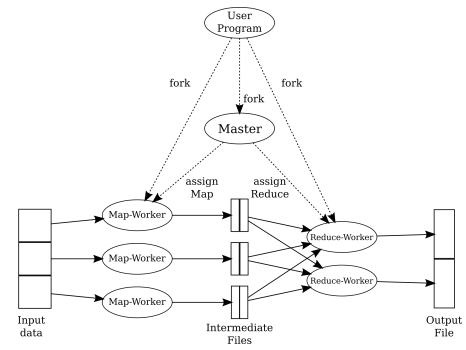 User
Program
fork
fork
fork
Master
assign
Map
assign
Reduce
Map-Worker
Reduce-Worker
Map-Worker
Reduce-Worker
Map-Worker
Input
data
Intermediate
Files
Output
File